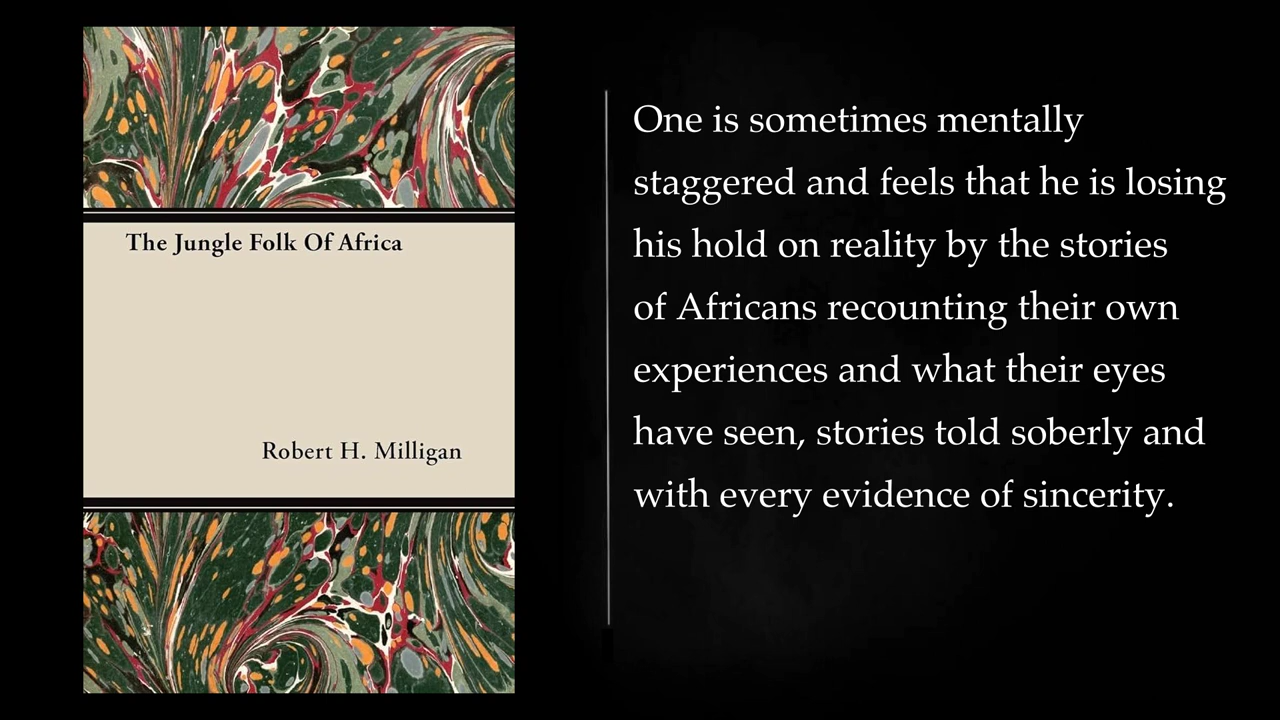 The Jungle Folk Of Africa
Robert H. Milligan
One is sometimes mentally
staggered and feels that he is losing
his hold on reality by the stories
of Africans recounting their own
experiences and what their eyes
have seen, stories told soberly and
with every evidence of sincerity.